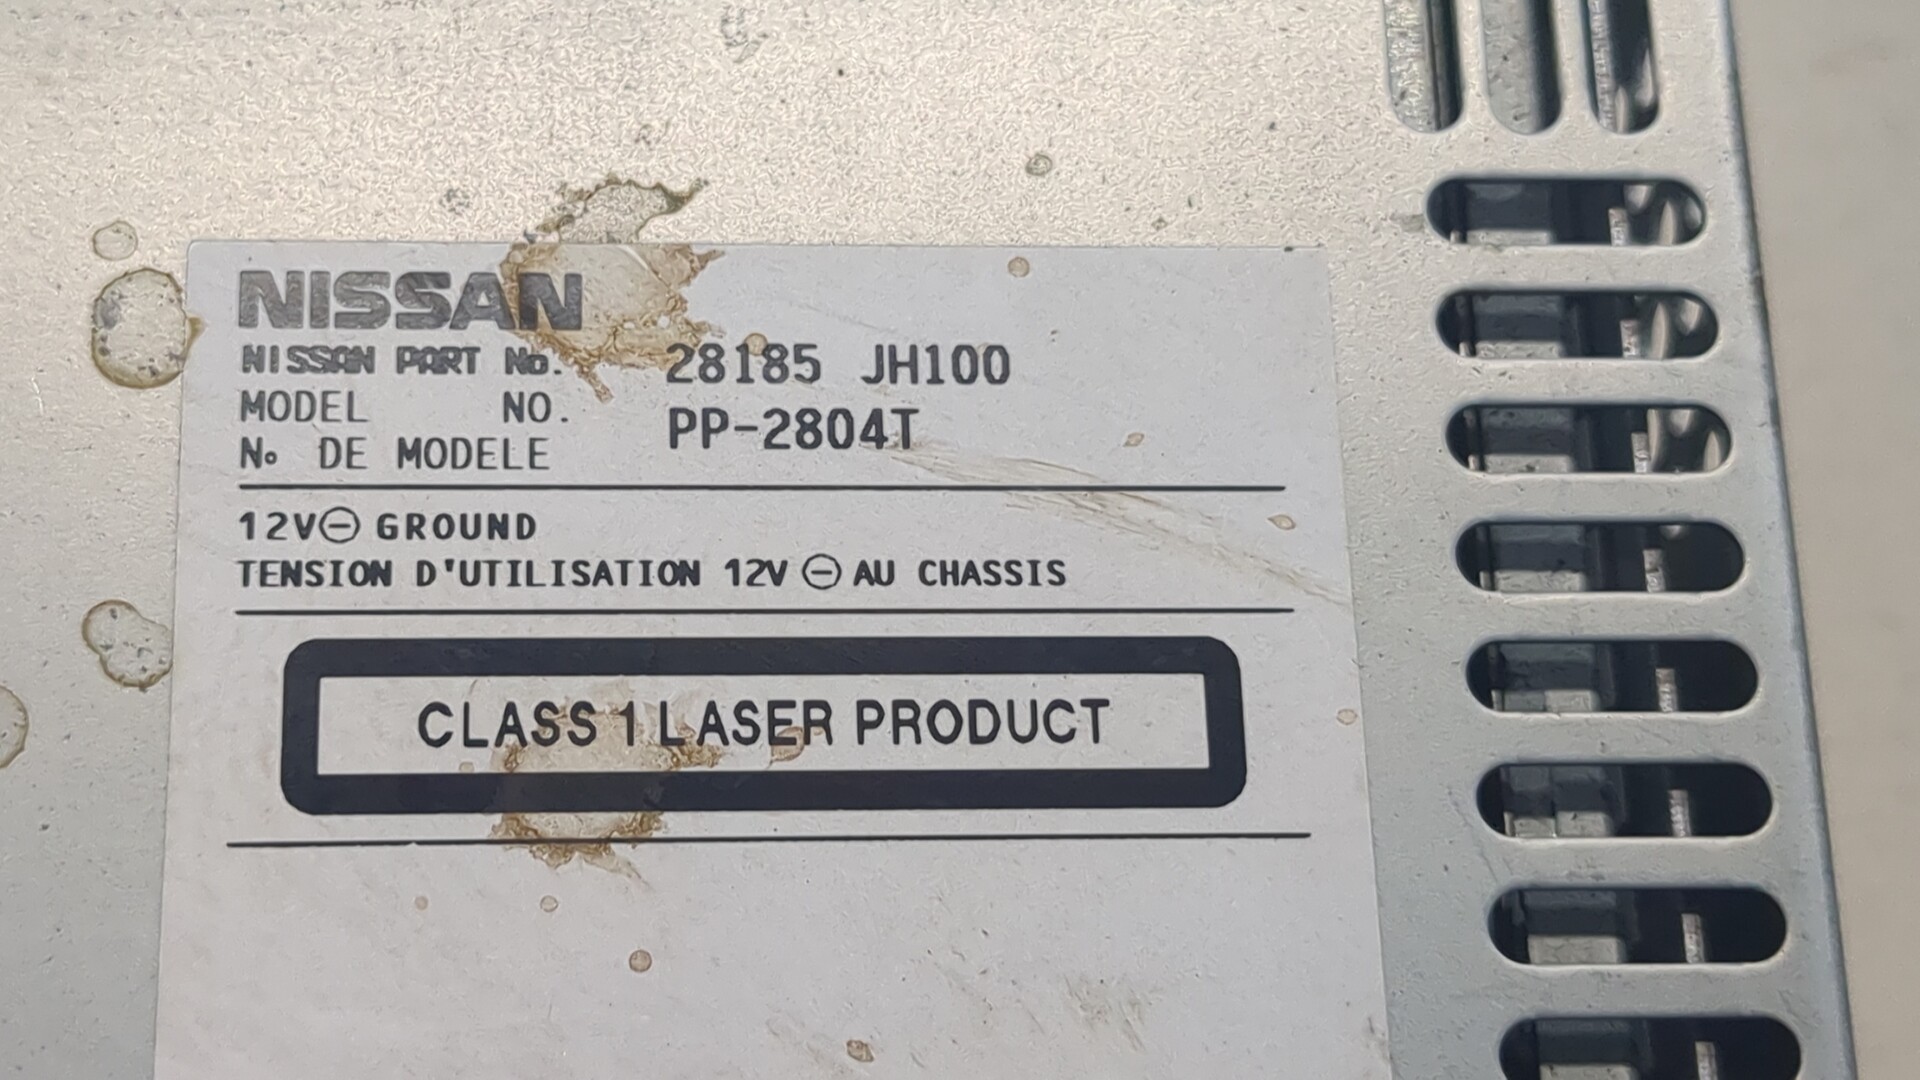 NISSAN
NISSAN PART No. 28185 JH100
MODEL NO. PP-2804T
No DE MODELE
12V⊖ GROUND
TENSION D'UTILISATION 12V ⊖ AU CHASSIS
CLASS 1 LASER PRODUCT